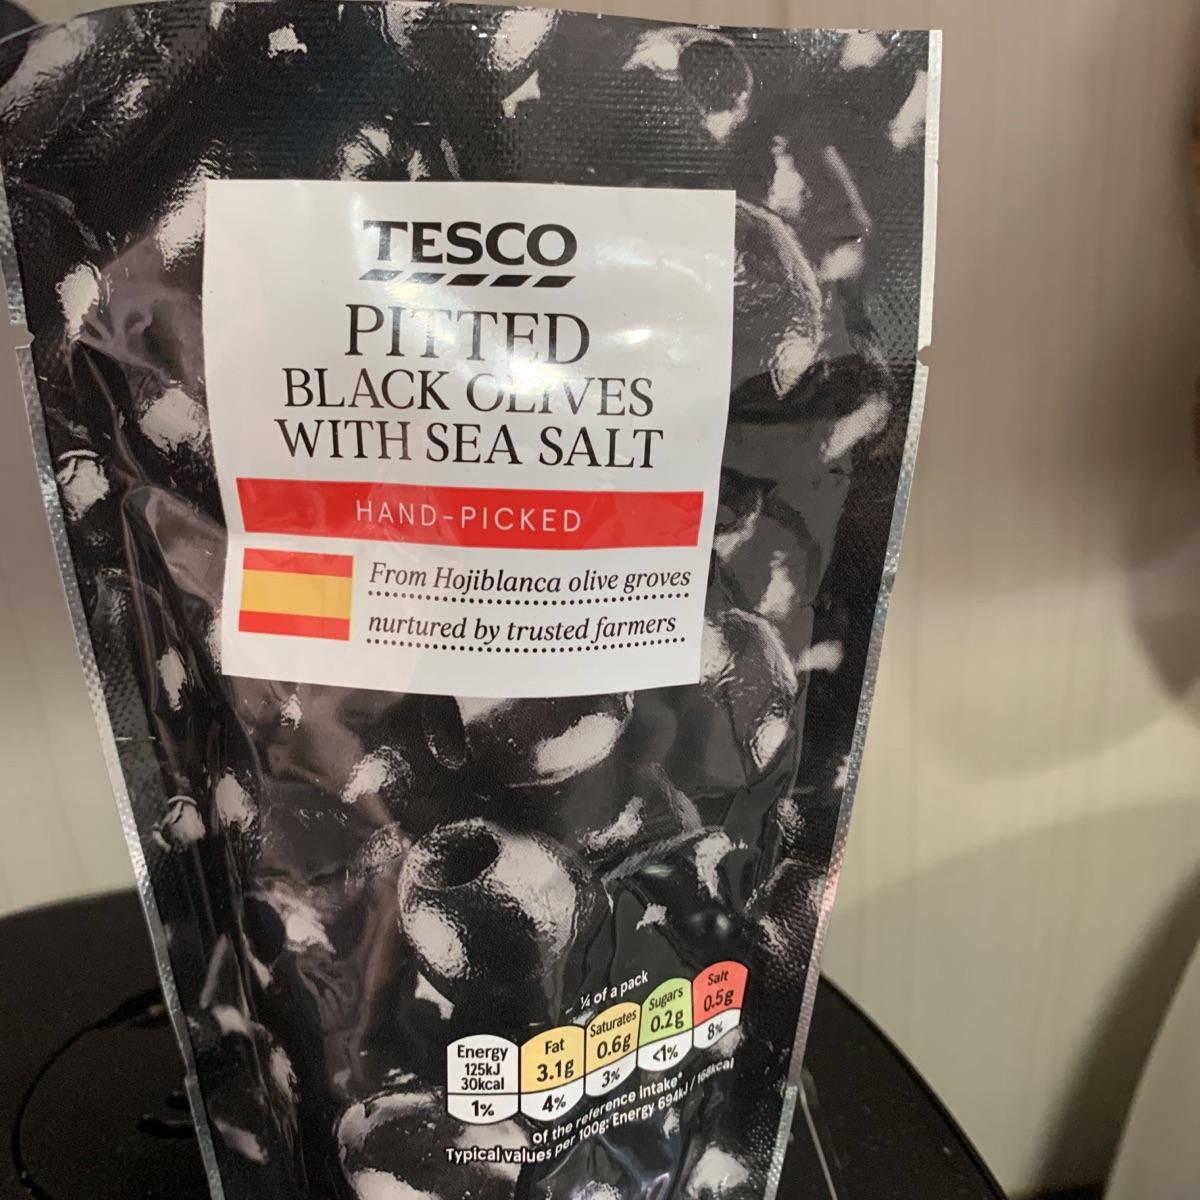 TESCO
PITTED
BLACK OLIVES
WITH SEA SALT
HAND-PICKED
From Hojiblanca olive groves
nurtured by trusted farmers
¼ of a pack
Energy
125kJ
30kcal
1%
Fat
3.1g
4%
Saturates
0.6g
3%
Sugars
0.2g
<1%
Salt
0.5g
8%
of the reference intake*
Typical values per 100g: Energy 694kJ / 168kcal